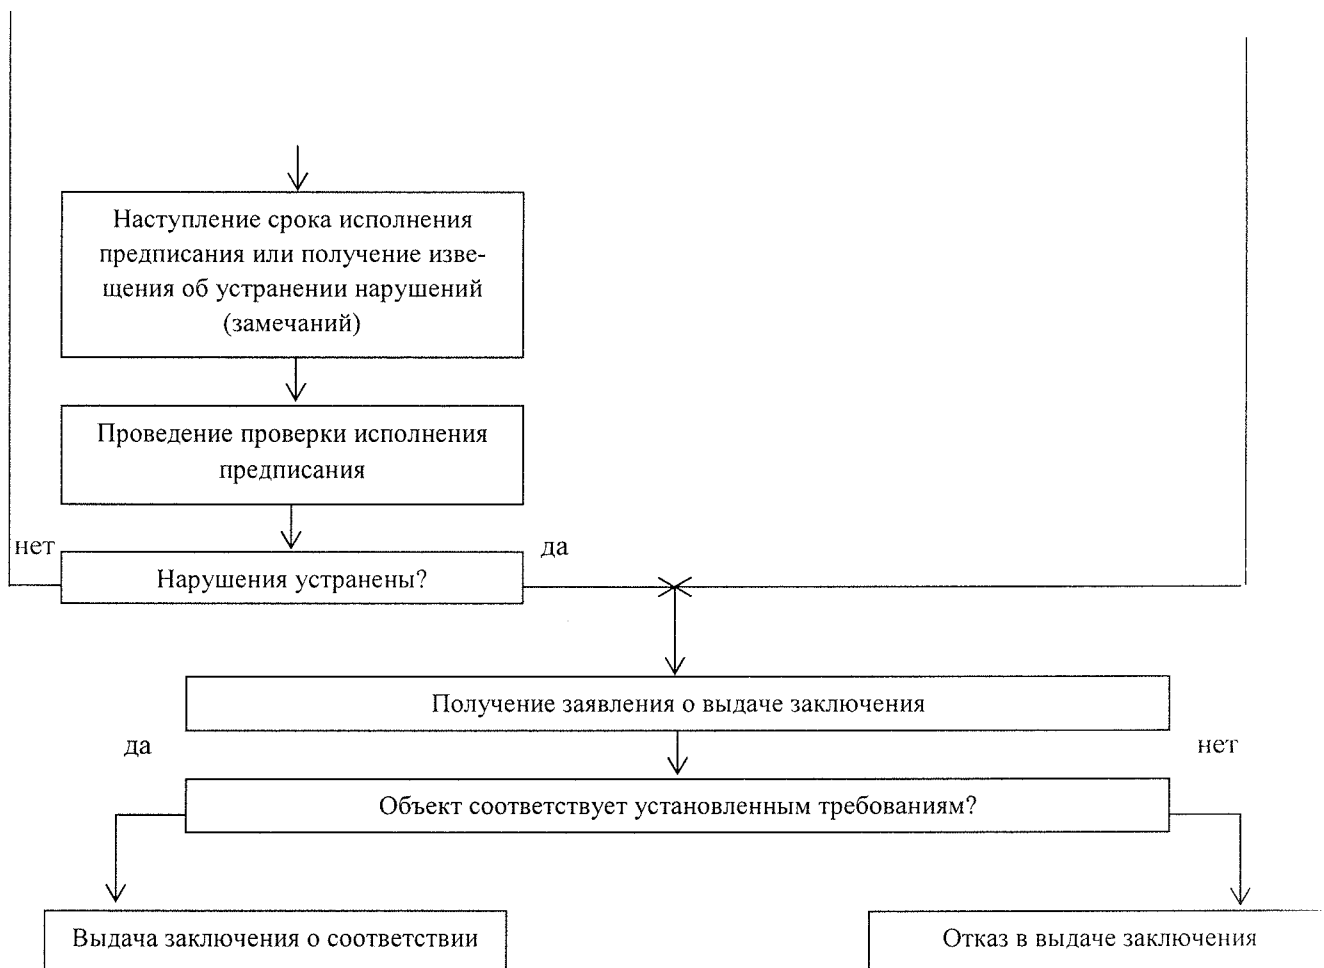 Наступление срока исполнения
предписания или получение изве-
щения об устранении нарушений
(замечаний)
Проведение проверки исполнения
предписания
нет
да
Нарушения устранены?
Получение заявления о выдаче заключения
да
нет
Объект соответствует установленным требованиям?
Выдача заключения о соответствии
Отказ в выдаче заключения